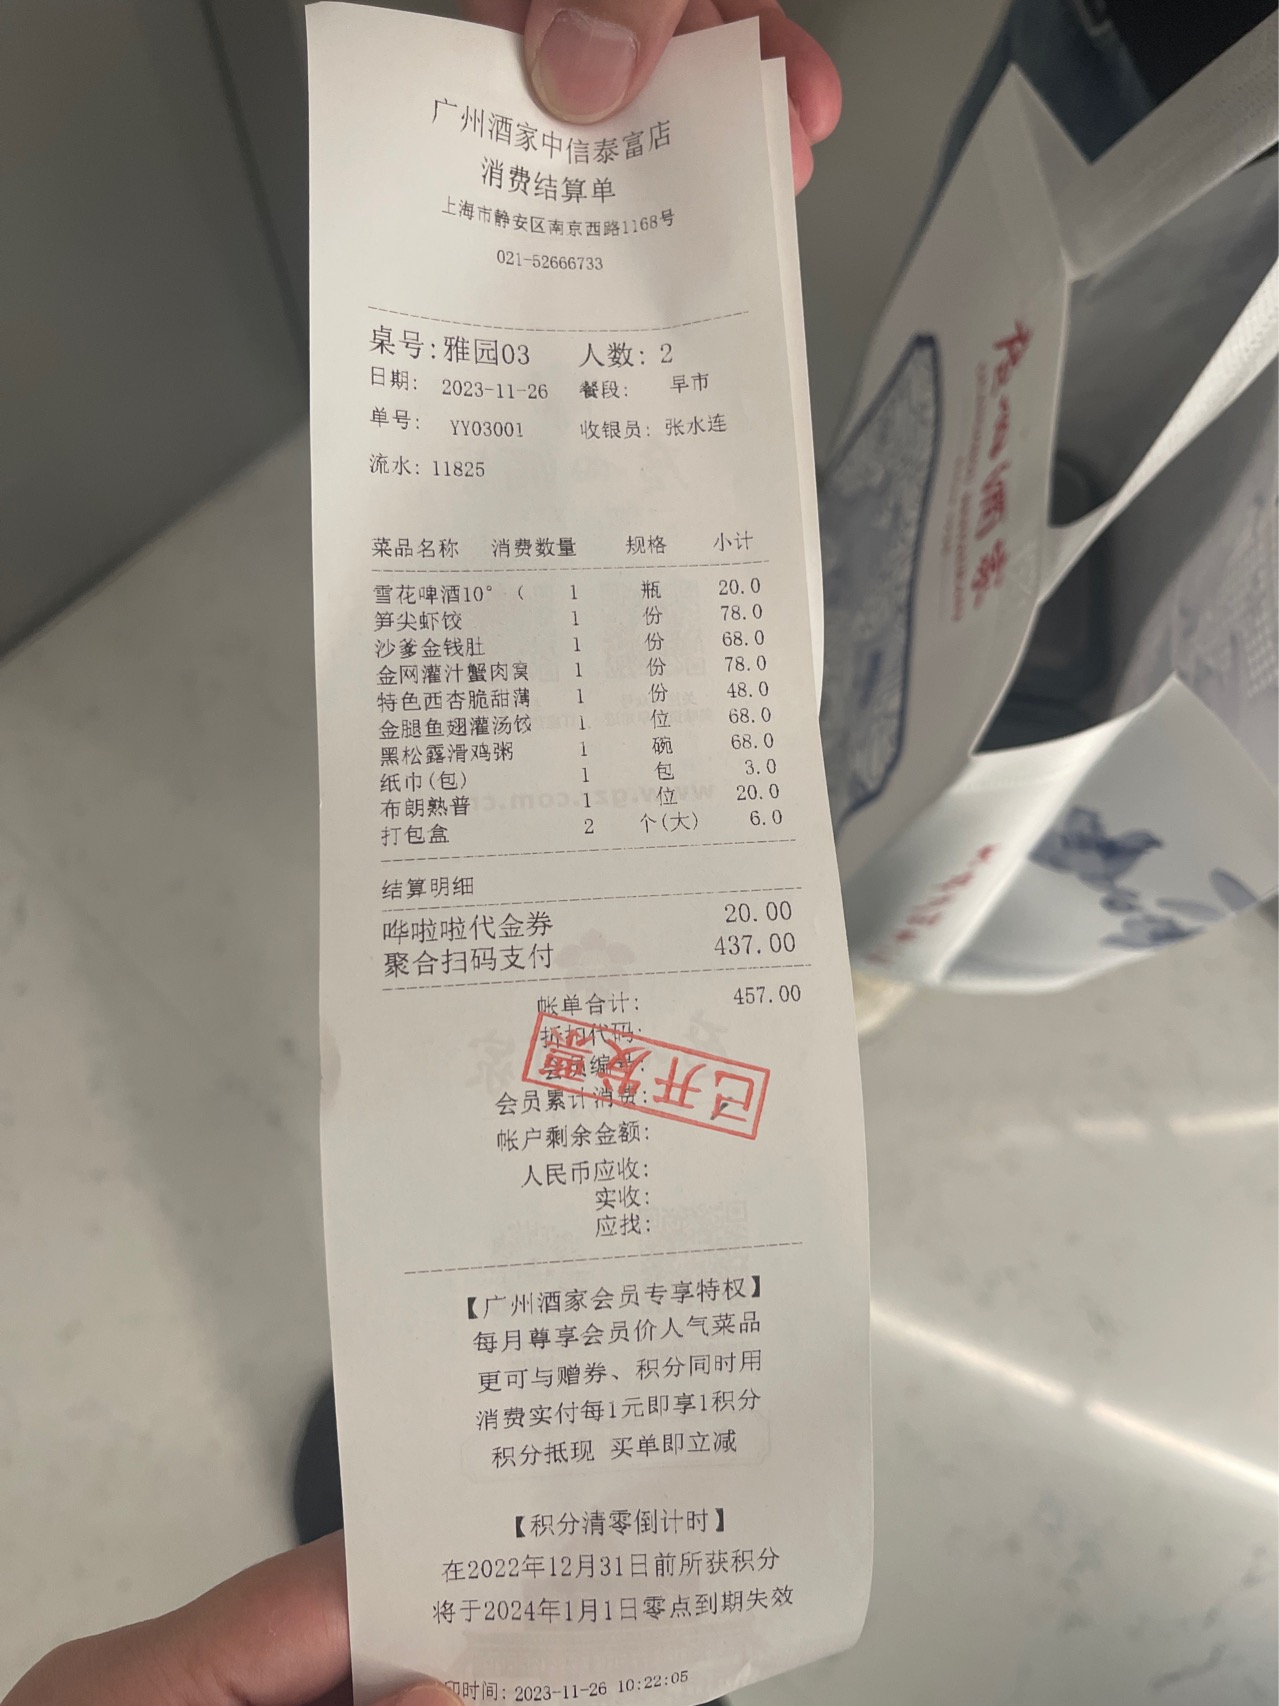 广州酒家中信泰富店
消费结算单
上海市静安区南京西路1168号
021-52666733
桌号:雅园03 人数: 2
日期: 2023-11-26 餐段: 早市
单号: YY03001 收银员: 张水连
流水: 11825
菜品名称 消费数量 规格 小计
雪花啤酒10°( 1 瓶 20.0
笋尖虾饺 1 份 78.0
沙爹金钱肚 1 份 68.0
金网灌汁蟹肉窝 1 份 78.0
特色西杏脆甜薄 1 份 48.0
金腿鱼翅灌汤饺 1 位 68.0
黑松露滑鸡粥 1 碗 68.0
纸巾(包) 1 包 3.0
布朗熟普 1 位 20.0
打包盒 2 个(大) 6.0
结算明细
哗啦啦代金券 20.00
聚合扫码支付 437.00
帐单合计: 457.00
折扣代码:
会员编号:
会员累计消费:
已开发票
帐户剩余金额:
人民币应收:
实收:
应找:
【广州酒家会员专享特权】
每月尊享会员价人气菜品
更可与赠券、积分同时用
消费实付每1元即享1积分
积分抵现 买单即立减
【积分清零倒计时】
在2022年12月31日前所获积分
将于2024年1月1日零点到期失效
印时间: 2023-11-26 10:22:05